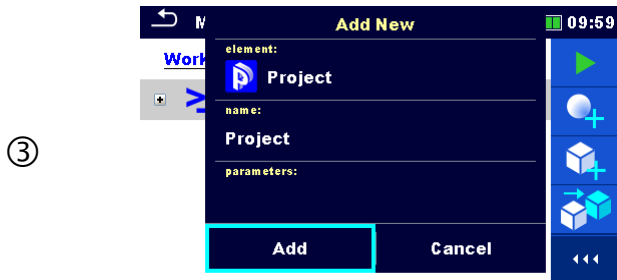 ③
M
Add New
09:59
Work
element:
Project
name:
Project
parameters:
Add
Cancel